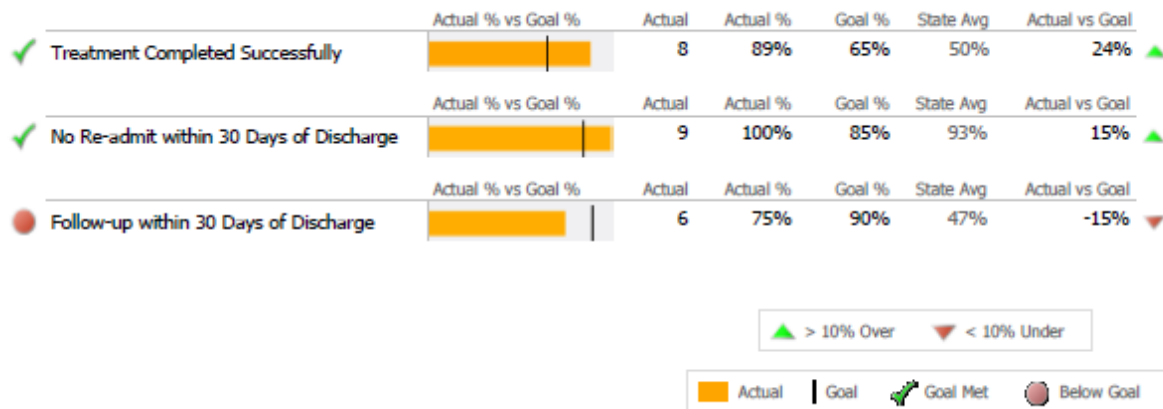 Actual % vs Goal % Actual Actual % Goal % State Avg Actual vs Goal
Treatment Completed Successfully 8 89% 65% 50% 24%
Actual % vs Goal % Actual Actual % Goal % State Avg Actual vs Goal
No Re-admit within 30 Days of Discharge 9 100% 85% 93% 15%
Actual % vs Goal % Actual Actual % Goal % State Avg Actual vs Goal
Follow-up within 30 Days of Discharge 6 75% 90% 47% -15%
> 10% Over < 10% Under
Actual Goal Goal Met Below Goal